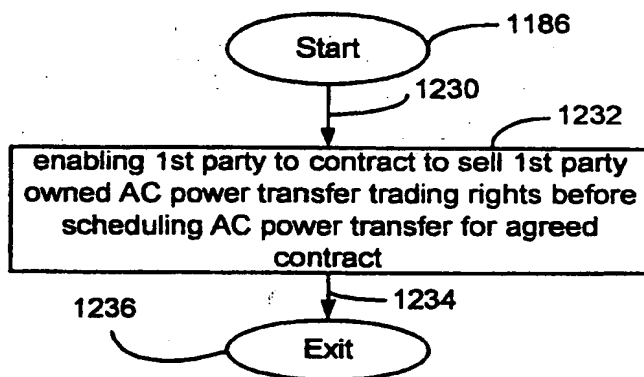 Start
1186
1230
1232
enabling 1st party to contract to sell 1st party
owned AC power transfer trading rights before
scheduling AC power transfer for agreed
contract
1234
1236
Exit